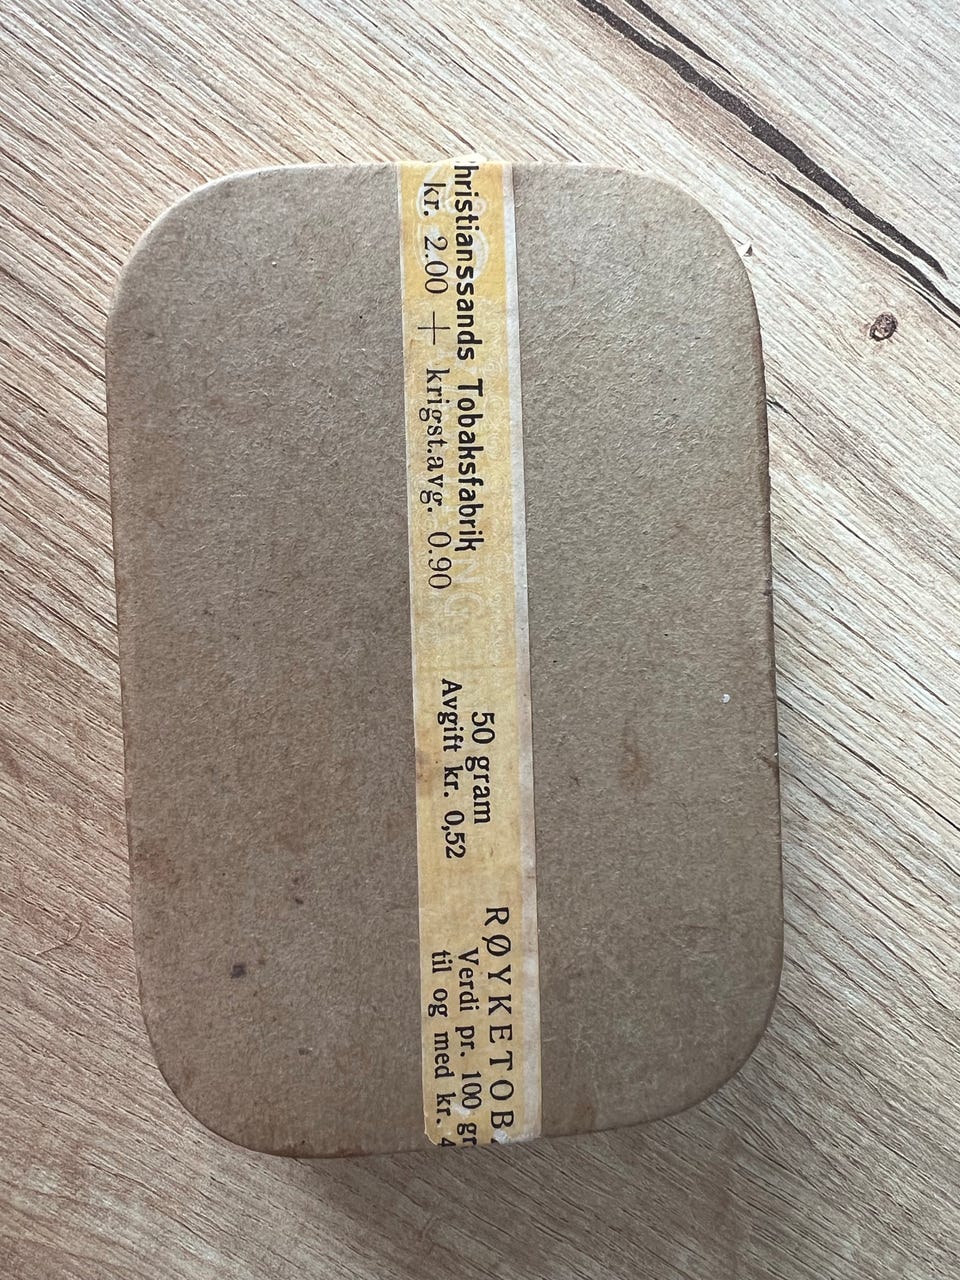 hristianssands Tobaksfabrik
kr. 2.00 + krigst.avg. 0.90
50 gram
Avgift kr. 0,52
RØYKETOB
Verdi pr. 100 gr
til og med kr. 4